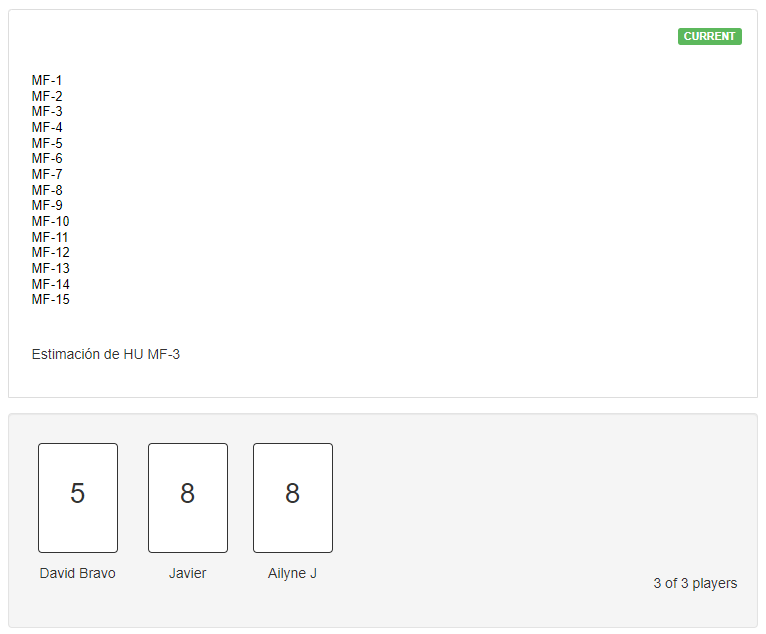 CURRENT
MF-1
MF-2
MF-3
MF-4
MF-5
MF-6
MF-7
MF-8
MF-9
MF-10
MF-11
MF-12
MF-13
MF-14
MF-15
Estimación de HU MF-3
5 8 8
David Bravo Javier Ailyne J
3 of 3 players